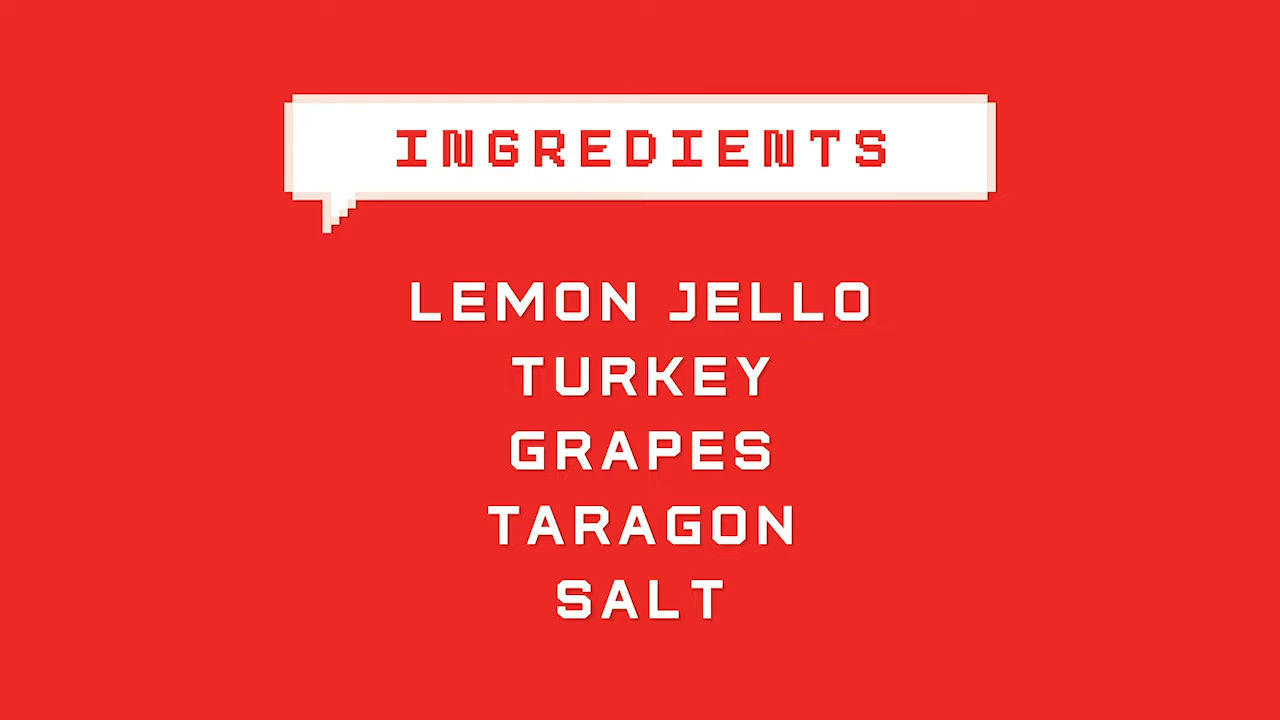 INGREDIENTS
LEMON JELLO
TURKEY
GRAPES
TARAGON
SALT